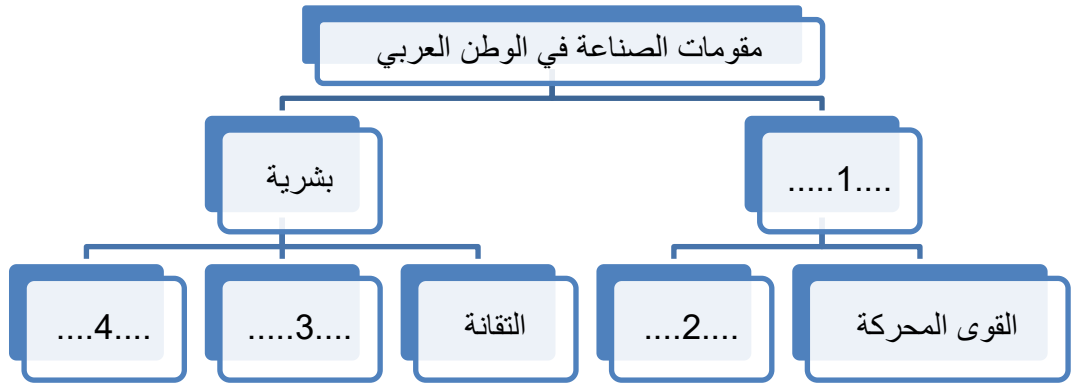 مقومات الصناعة في الوطن العربي
....1.....
بشرية
القوى المحركة
....2....
التقانة
....3.....
....4....